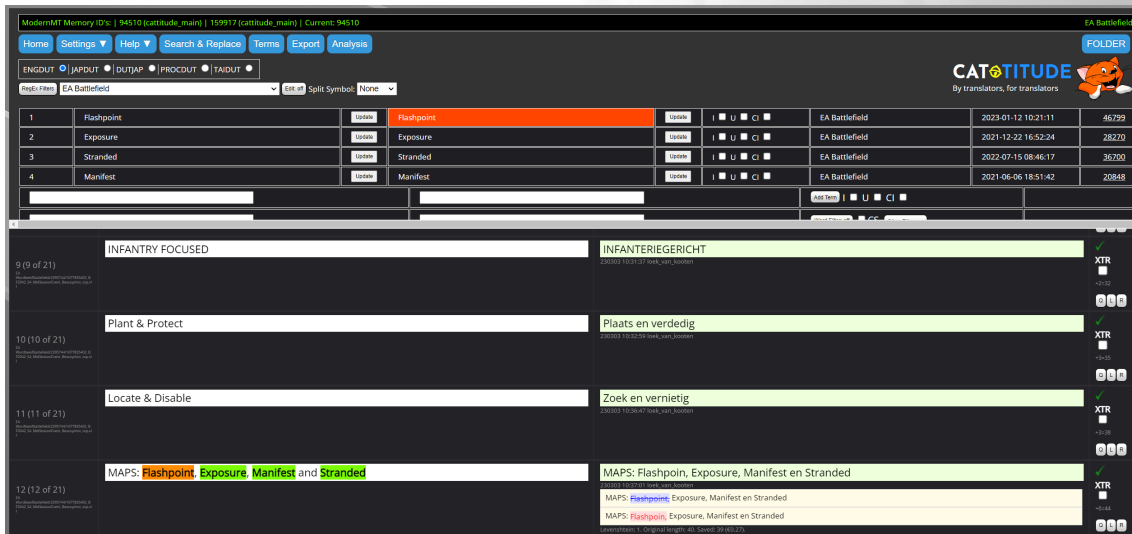 ModernMT Memory ID's: | 94510 (cattitude_main) | 159917 (cattitude_main) | Current: 94510
EA Battlefield
Home Settings ▼ Help ▼ Search & Replace Terms Export Analysis
FOLDER
ENGDUT JAPDUT DUTJAP PROCDUT TAIDUT
CATTITUDE
By translators, for translators
RegEx Filters EA Battlefield Edit: off Split Symbol: None
1 Flashpoint Update Flashpoint Update I U CI EA Battlefield 2023-01-12 10:21:11 46799
2 Exposure Update Exposure Update I U CI EA Battlefield 2021-12-22 16:52:24 28270
3 Stranded Update Stranded Update I U CI EA Battlefield 2022-07-15 08:46:17 36700
4 Manifest Update Manifest Update I U CI EA Battlefield 2021-06-06 18:51:42 20848
Add Term I U CI
INFANTRY FOCUSED INFANTERIEGERICHT
9 (9 of 21) 230303 10:31:37 loek_van_kooten XTR
+2=32
Q L R
Plant & Protect Plaats en verdedig
10 (10 of 21) 230303 10:32:59 loek_van_kooten XTR
+3=35
Q L R
Locate & Disable Zoek en vernietig
11 (11 of 21) 230303 10:36:47 loek_van_kooten XTR
+3=38
Q L R
MAPS: Flashpoint, Exposure, Manifest and Stranded MAPS: Flashpoin, Exposure, Manifest en Stranded
12 (12 of 21) 230303 10:37:01 loek_van_kooten XTR
MAPS: Flashpoint, Exposure, Manifest en Stranded
+6=44
MAPS: Flashpoin, Exposure, Manifest en Stranded
Levenshtein: 1. Original length: 40. Saved: 39 (€0.27).
Q L R